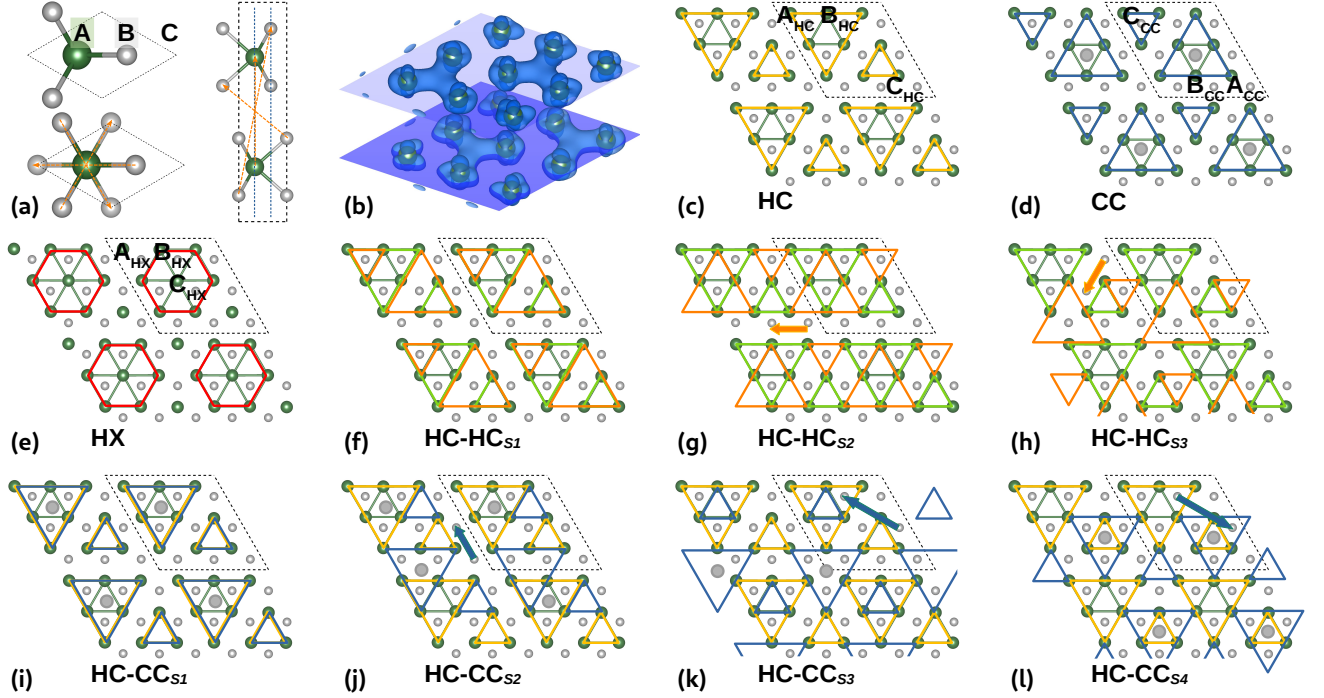 A B C
(a)
(b)
A_HC B_HC
C_HC
(c) HC
C_CC
B_CC A_CC
(d) CC
A_HX B_HX
C_HX
(e) HX
(f) HC-HC_S1
(g) HC-HC_S2
(h) HC-HC_S3
(i) HC-CC_S1
(j) HC-CC_S2
(k) HC-CC_S3
(l) HC-CC_S4